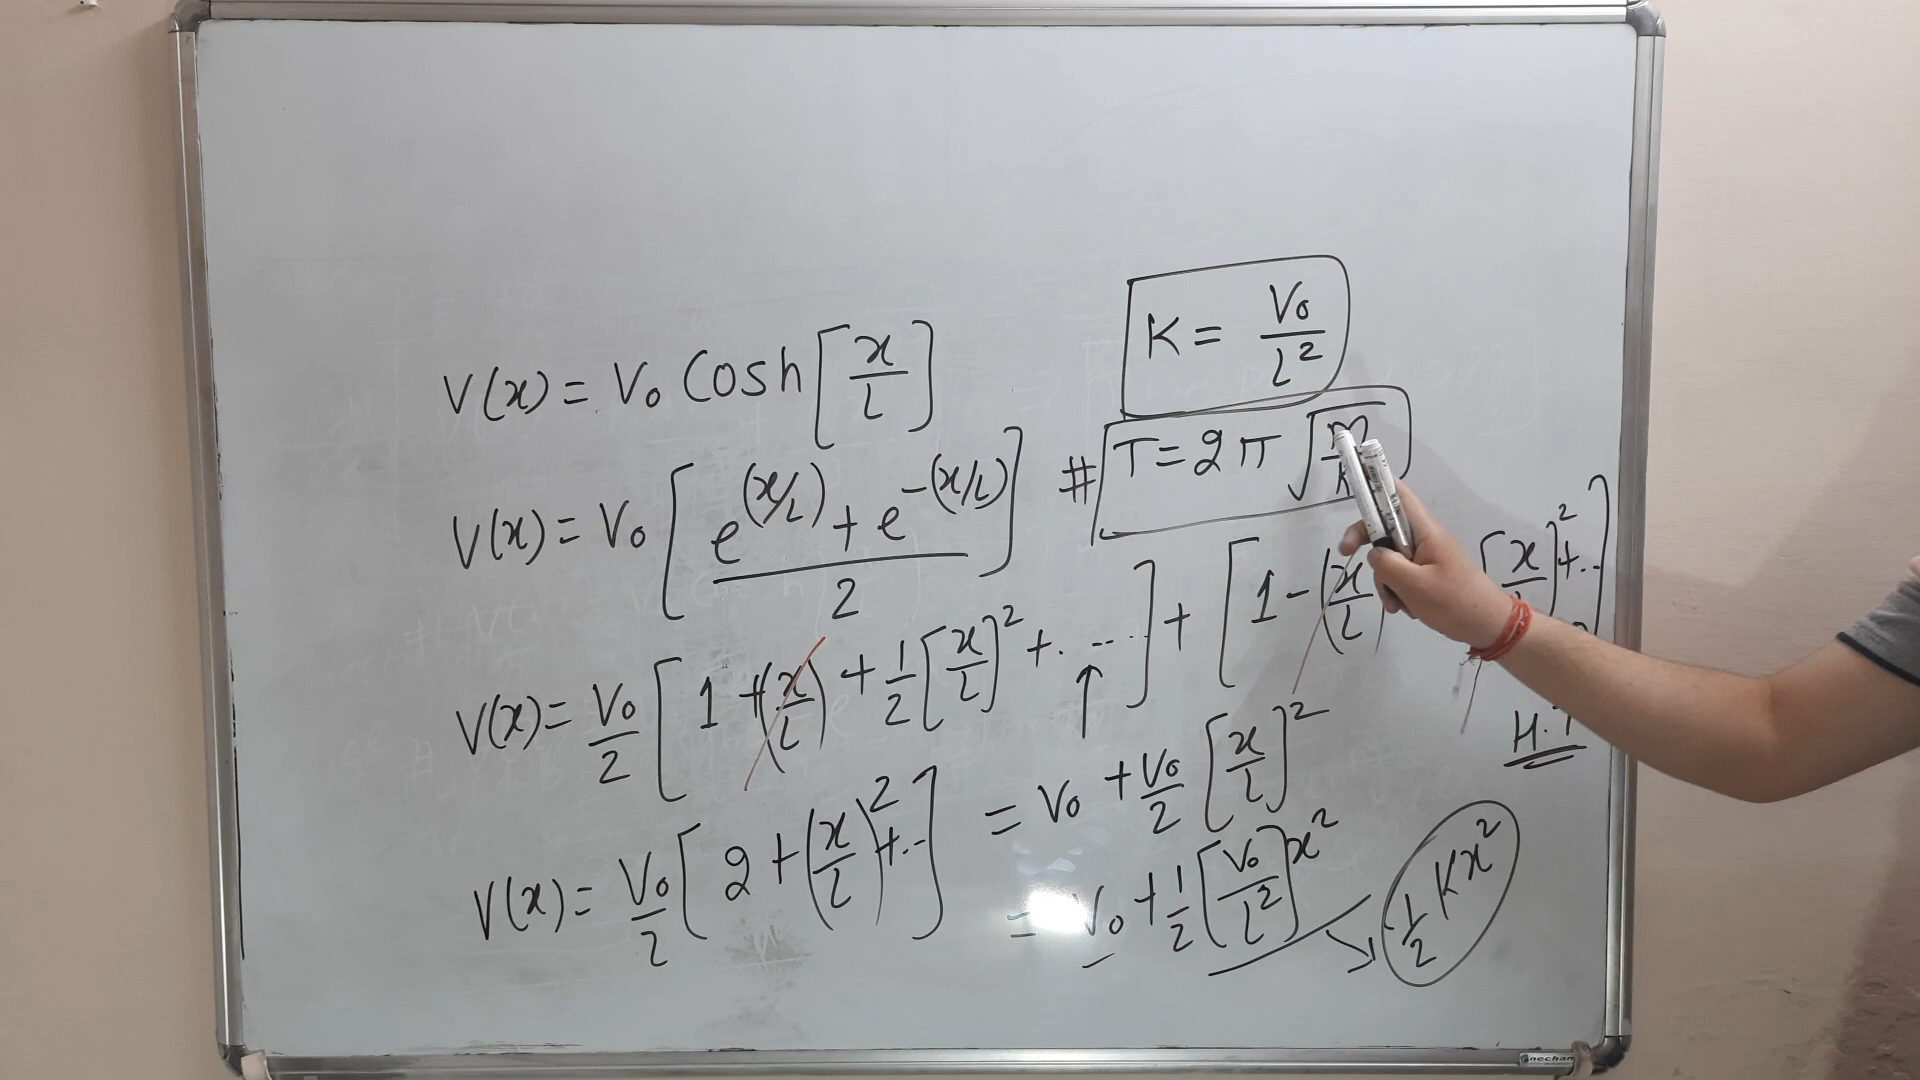 V(x) = V₀ Cosh [x/L]
V(x) = V₀ [(e^(x/L) + e^-(x/L))/2]
V(x) = V₀/2 [1 + (x/L) + 1/2 [x/L]² + ....] + [1 - (x/L) [x/L]² + ..]
V(x) = V₀/2 [2 + (x/L)² + ..] = V₀ + V₀/2 [x/L]²
= V₀ + 1/2 [V₀/L²] x²
1/2 Kx²
K = V₀/L²
# T = 2π √(m/K)